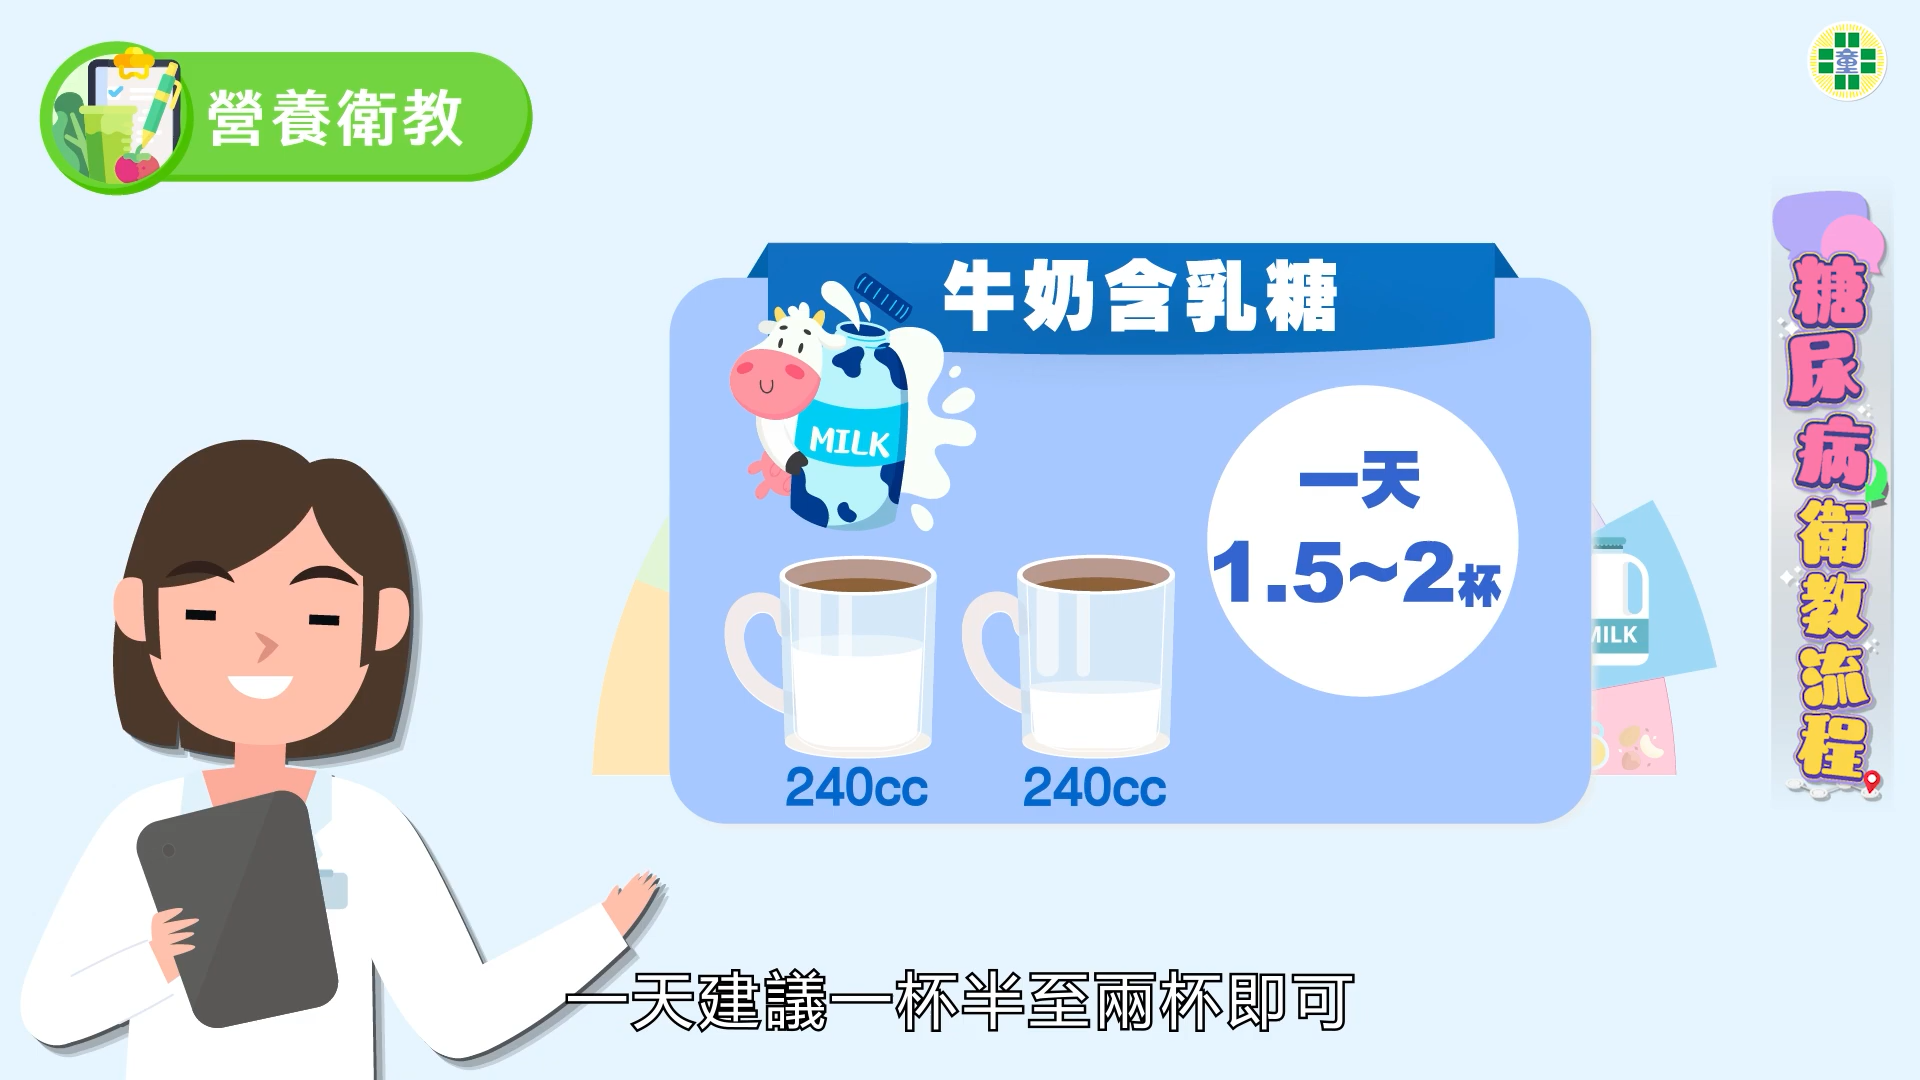 營養衛教
童
牛奶含乳糖
MILK
一天
1.5~2杯
240cc
240cc
MILK
糖尿病衛教流程
一天建議一杯半至兩杯即可